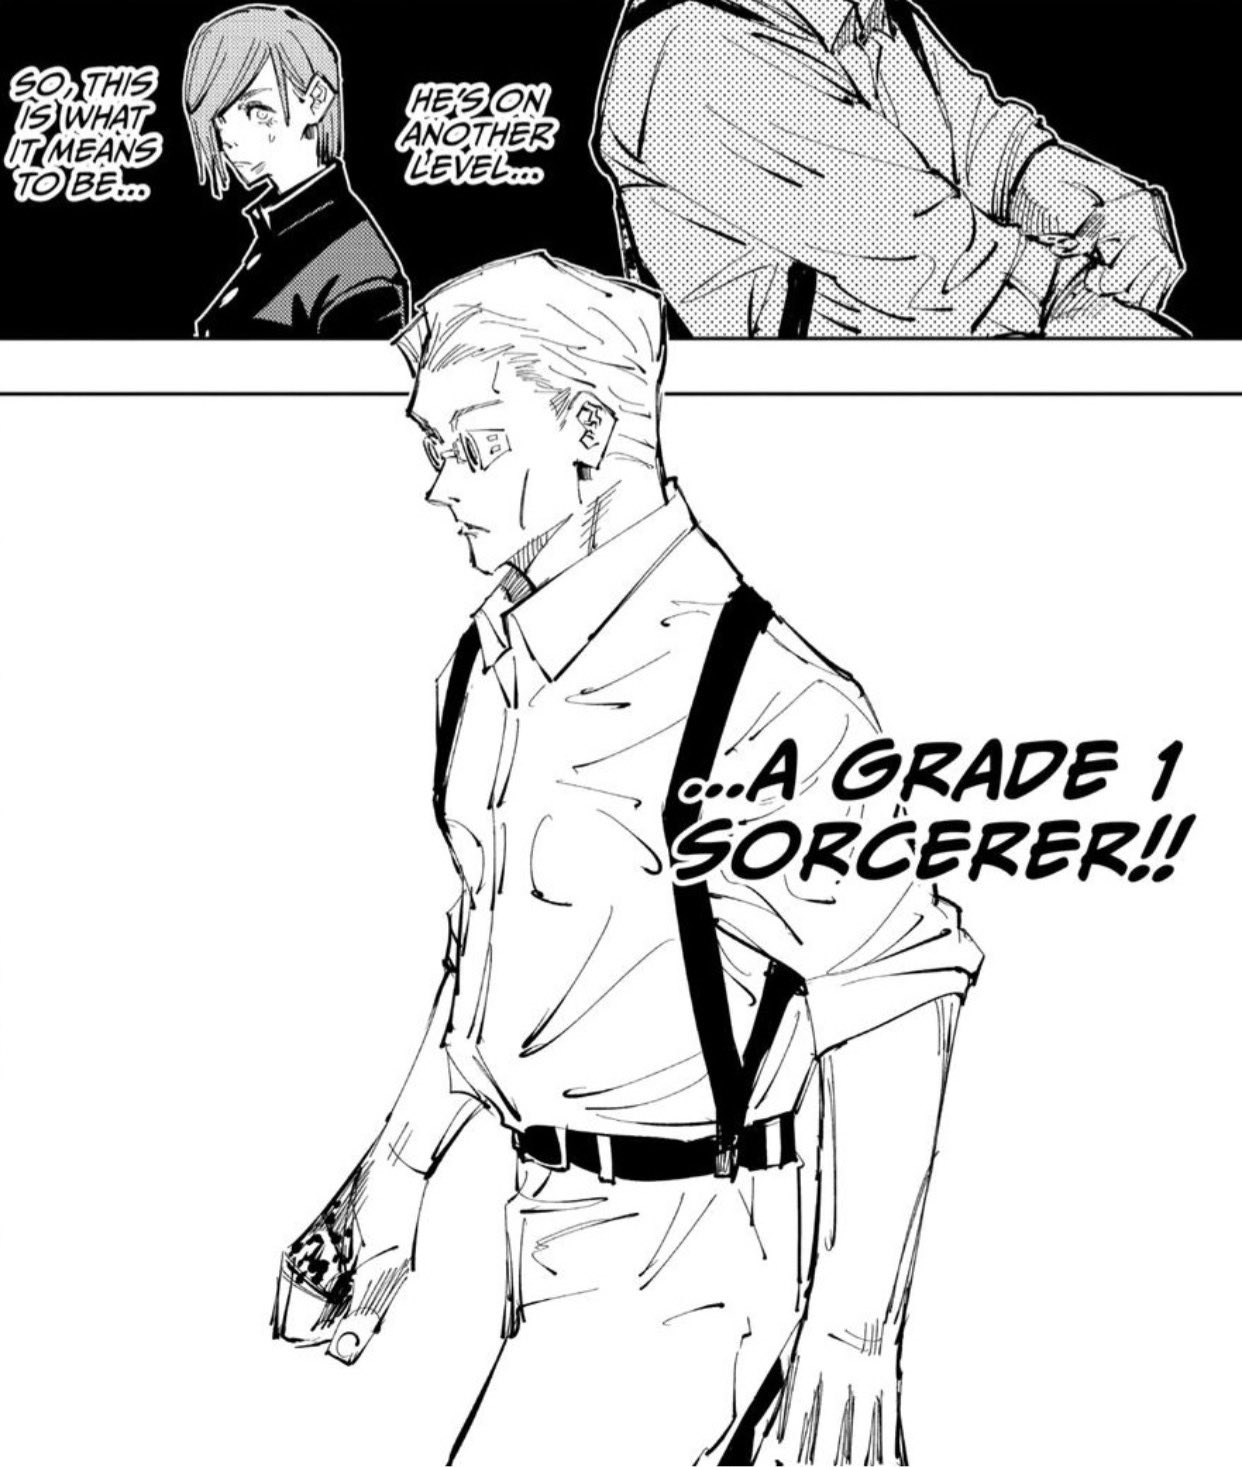 HE'S ON
ANOTHER
LEVEL...
SO, THIS
IS WHAT
IT MEANS
TO BE...
...A GRADE 1
SORCERER!!